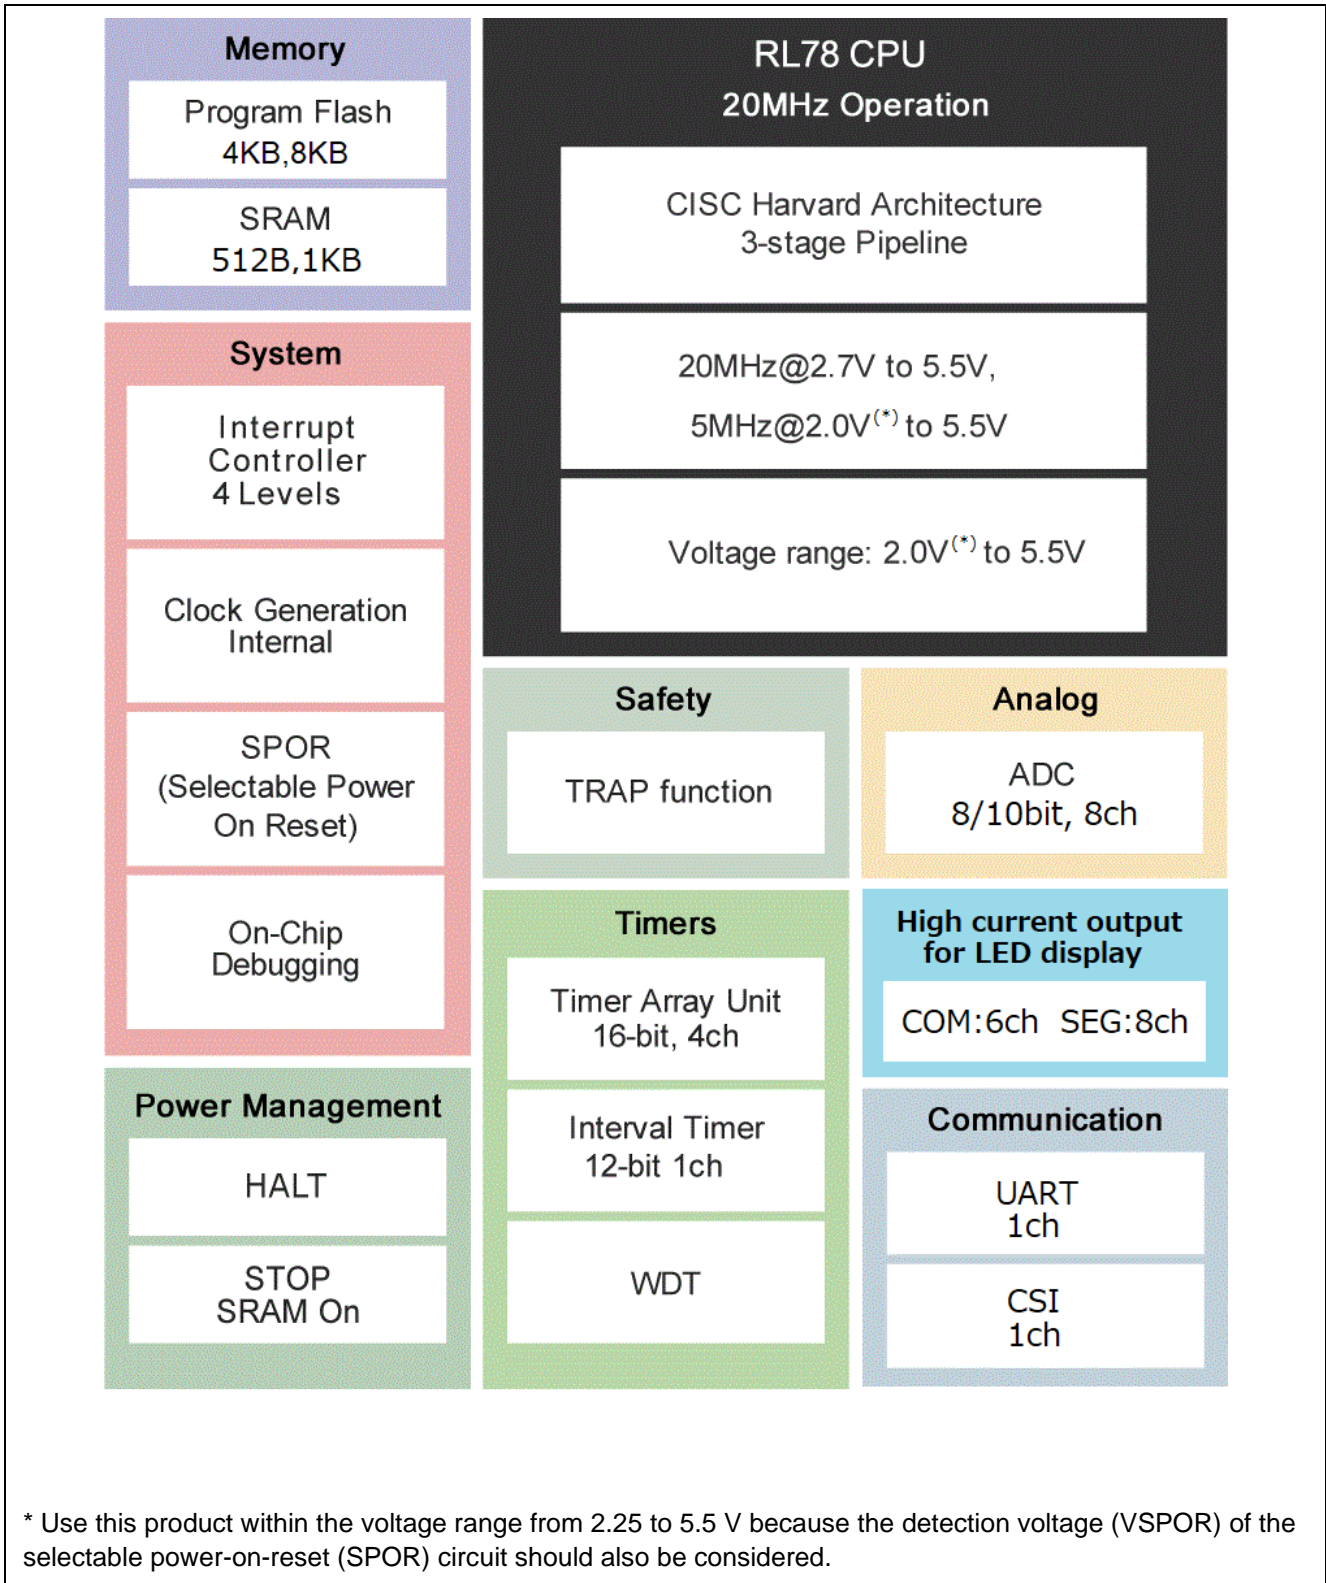 Memory
Program Flash
4KB,8KB
SRAM
512B,1KB
System
Interrupt
Controller
4 Levels
Clock Generation
Internal
SPOR
(Selectable Power
On Reset)
On-Chip
Debugging
Power Management
HALT
STOP
SRAM On
RL78 CPU
20MHz Operation
CISC Harvard Architecture
3-stage Pipeline
20MHz@2.7V to 5.5V,
5MHz@2.0V(*) to 5.5V
Voltage range: 2.0V(*) to 5.5V
Safety
TRAP function
Timers
Timer Array Unit
16-bit, 4ch
Interval Timer
12-bit 1ch
WDT
Analog
ADC
8/10bit, 8ch
High current output
for LED display
COM:6ch SEG:8ch
Communication
UART
1ch
CSI
1ch
* Use this product within the voltage range from 2.25 to 5.5 V because the detection voltage (VSPOR) of the
selectable power-on-reset (SPOR) circuit should also be considered.